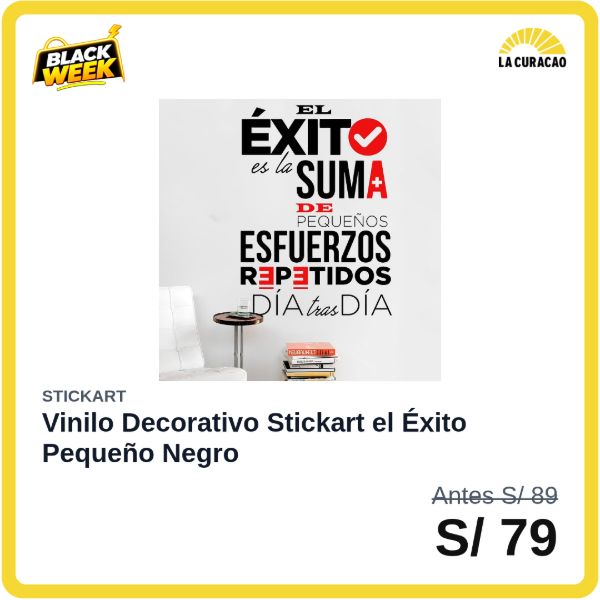 BLACK
WEEK
LA CURACAO
EL
ÉXITO
es la
SUMA
DE
PEQUEÑOS
ESFUERZOS
REPETIDOS
DÍA tras DÍA
STICKART
Vinilo Decorativo Stickart el Éxito
Pequeño Negro
Antes S/ 89
S/ 79